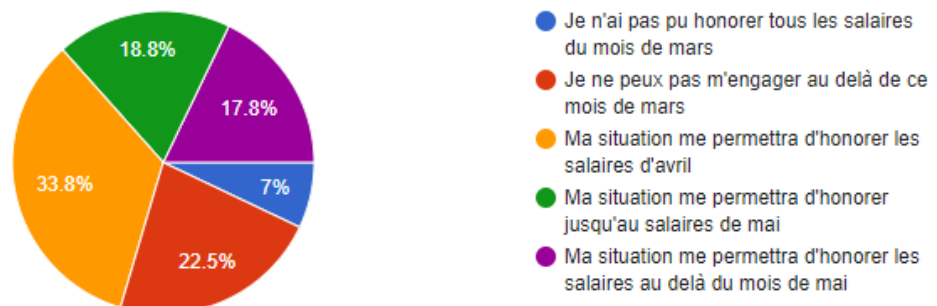 18.8%
17.8%
33.8%
7%
22.5%
Je n'ai pas pu honorer tous les salaires
du mois de mars
Je ne peux pas m'engager au delà de ce
mois de mars
Ma situation me permettra d'honorer les
salaires d'avril
Ma situation me permettra d'honorer
jusqu'au salaires de mai
Ma situation me permettra d'honorer les
salaires au delà du mois de mai